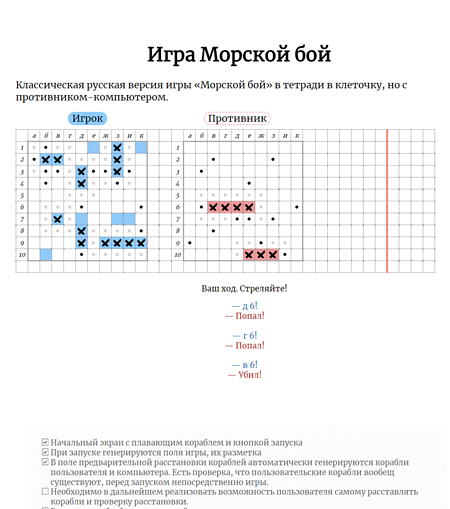 Игра Морской бой
Классическая русская версия игры «Морской бой» в тетради в клеточку, но с
противником-компьютером.
Игрок
Противник
а б в г д е ж з и к
а б в г д е ж з и к
1 1
2 2
3 3
4 4
5 5
6 6
7 7
8 8
9 9
10 10
Ваш ход. Стреляйте!
— д 6!
— Попал!
— г 6!
— Попал!
— в 6!
— Убил!
Начальный экран с плавающим кораблем и кнопкой запуска
При запуске генерируются поля игры, их разметка
В поле предварительной расстановки кораблей автоматически генерируются корабли
пользователя и компьютера. Есть проверка, что пользовательские корабли вообещ
существуют, перед запуском непосредственно игры.
Необходимо в дальнейшем реализовать возможность пользователя самому расставлять
корабли и проверку расстановки.